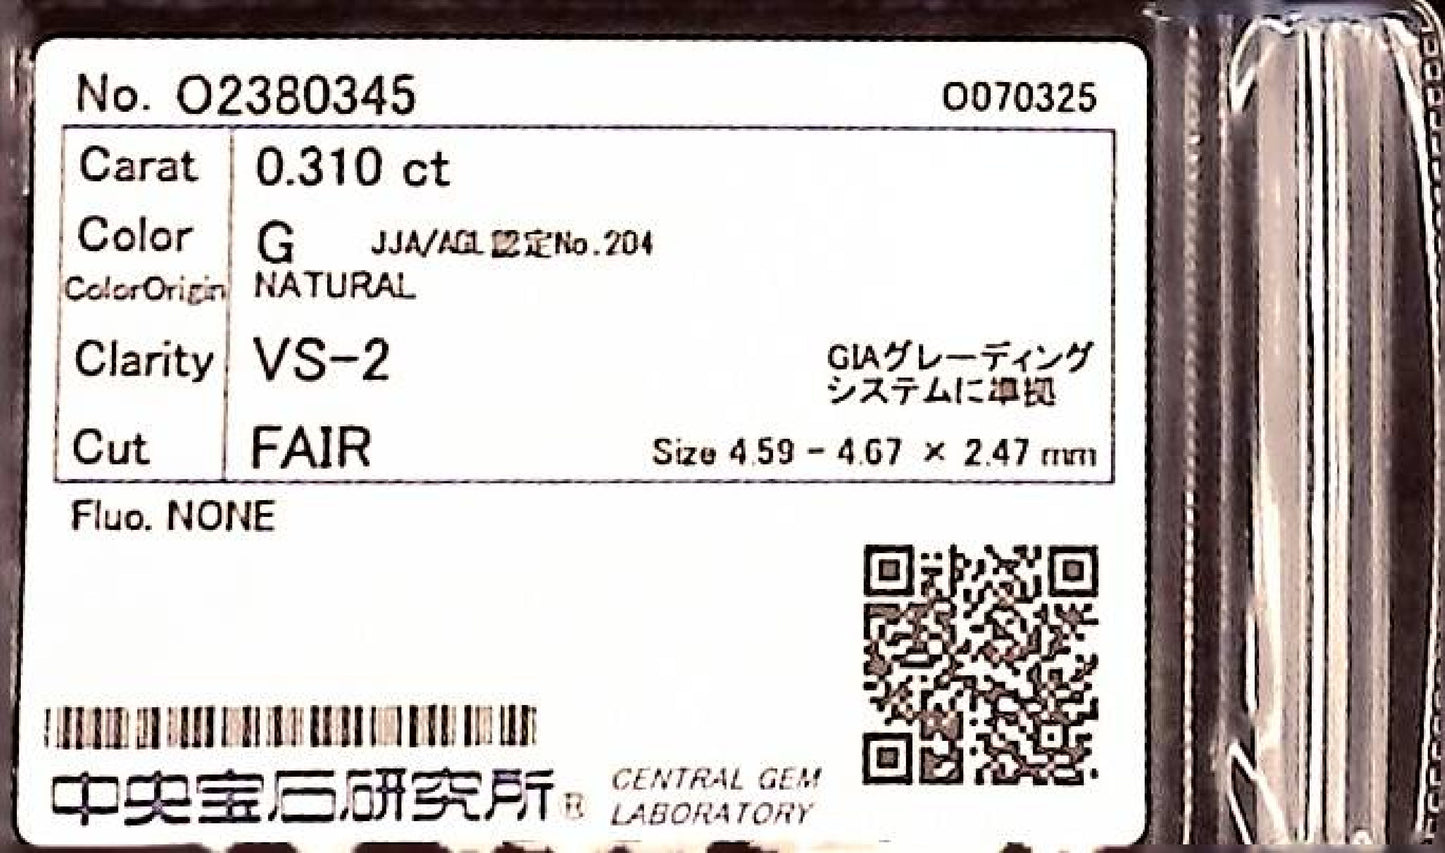 No. O2380345 O070325
Carat 0.310 ct
Color G JJA/AGL認定No.204
ColorOrigin NATURAL
Clarity VS-2 GIAグレーディング
システムに準拠
Cut FAIR Size 4.59 - 4.67 × 2.47 mm
Fluo. NONE
中央宝石研究所® CENTRAL GEM
LABORATORY